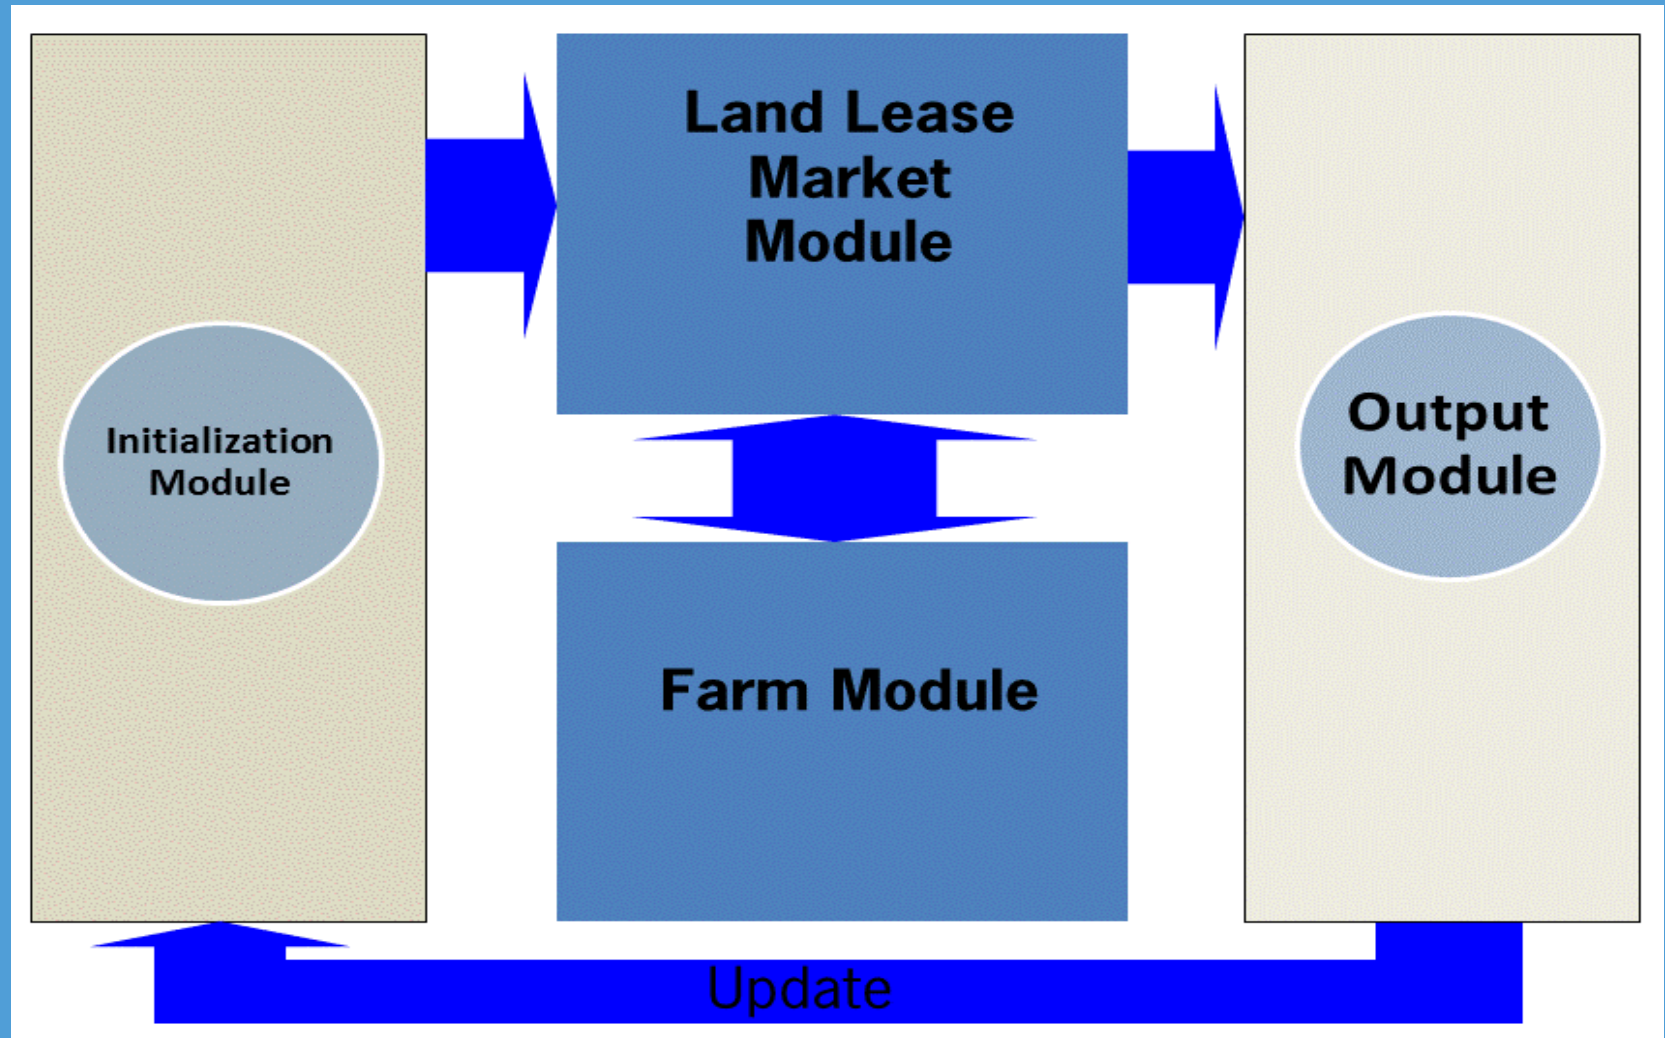 Land Lease
Market
Module
Initialization
Module
Output
Module
Farm Module
Update